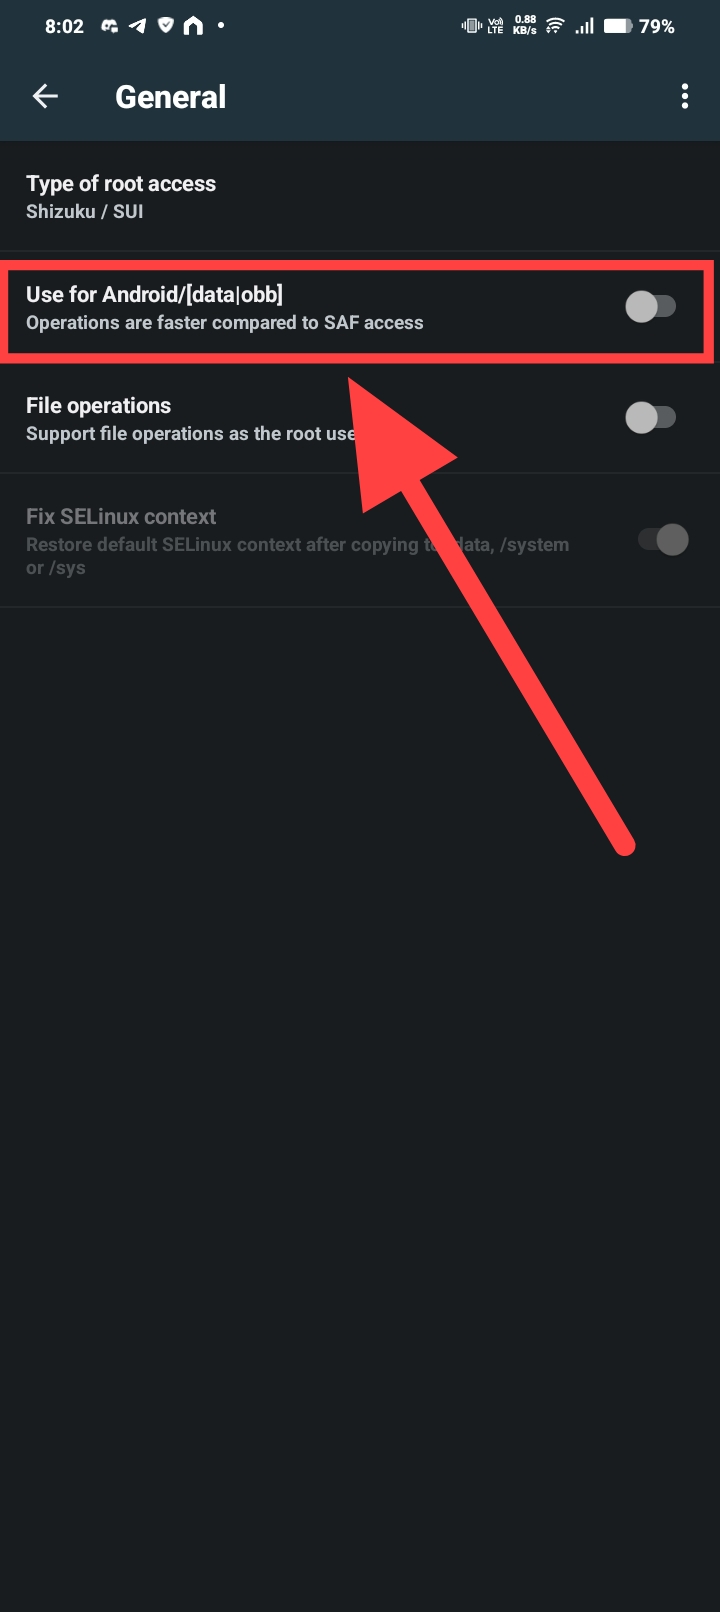 8:02
Vo)) LTE
0.88 KB/s
79%
General
Type of root access
Shizuku / SUI
Use for Android/[data|obb]
Operations are faster compared to SAF access
File operations
Support file operations as the root use
Fix SELinux context
Restore default SELinux context after copying to data, /system
or /sys